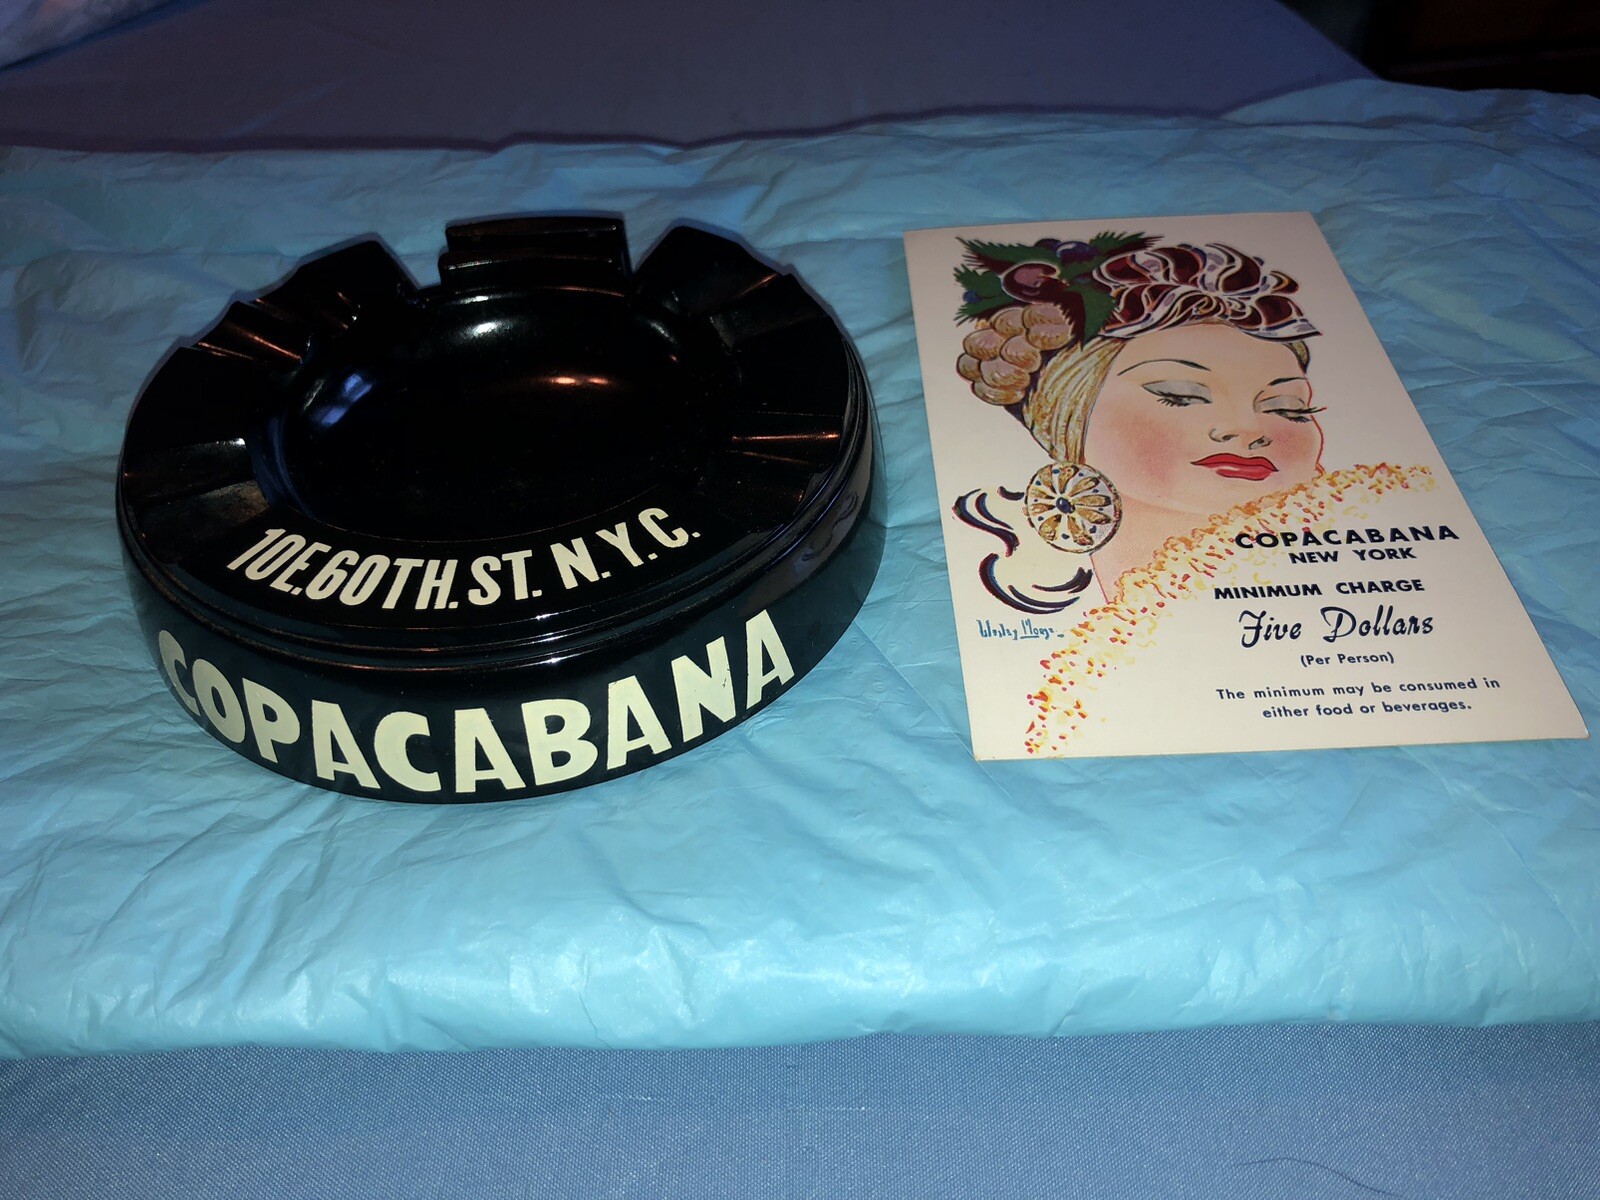 10E.60TH.ST. N.Y.C.
COPACABANA
COPACABANA
NEW YORK
MINIMUM CHARGE
Five Dollars
(Per Person)
The minimum may be consumed in
either food or beverages.